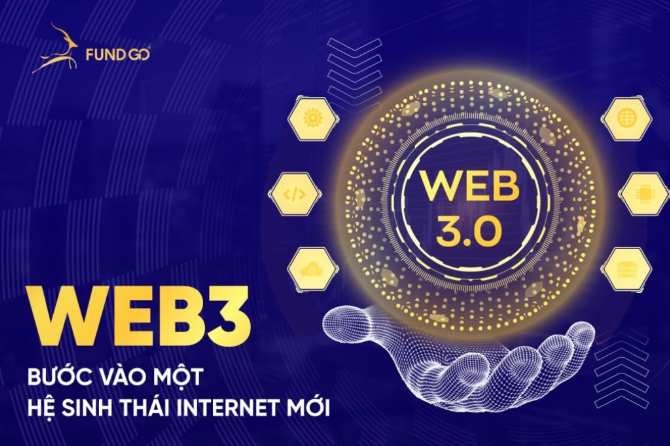 FUND GO
WEB
3.0
WEB3
BƯỚC VÀO MỘT
HỆ SINH THÁI INTERNET MỚI